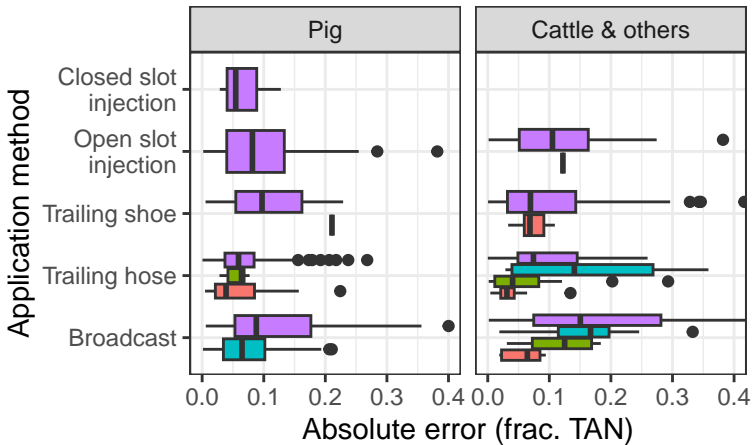 Pig
Cattle & others
Application method
Closed slot
injection
Open slot
injection
Trailing shoe
Trailing hose
Broadcast
0.0 0.1 0.2 0.3 0.4
0.0 0.1 0.2 0.3 0.4
Absolute error (frac. TAN)